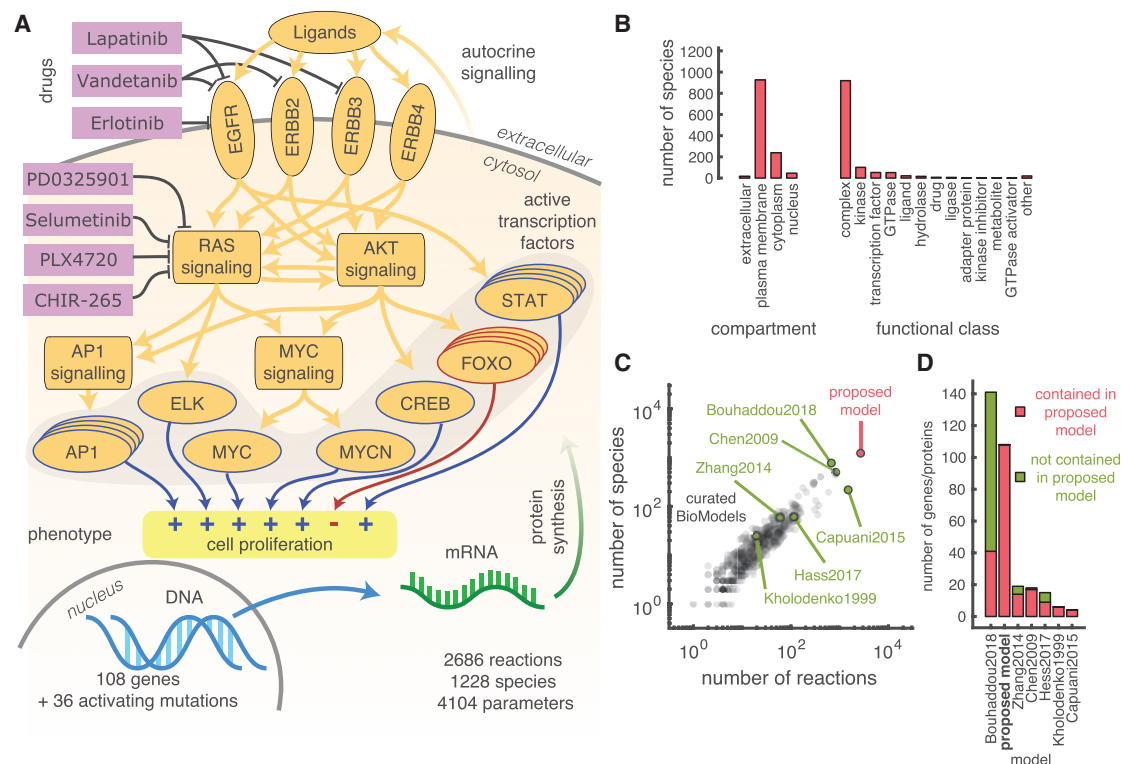 A
drugs
Lapatinib
Vandetanib
Erlotinib
PD0325901
Selumetinib
PLX4720
CHIR-265
Ligands
autocrine
signalling
EGFR
ERBB2
ERBB3
ERBB4
extracellular
cytosol
active
transcription
factors
RAS
signaling
AKT
signaling
STAT
FOXO
AP1
signalling
MYC
signaling
ELK
CREB
AP1
MYC
MYCN
phenotype
+ + + + + - +
cell proliferation
protein
synthesis
mRNA
nucleus
DNA
108 genes
+ 36 activating mutations
2686 reactions
1228 species
4104 parameters
B
number of species
1200
1000
800
600
400
200
0
extracellular
plasma membrane
cytoplasm
nucleus
compartment
complex
kinase
transcription factor
GTPase
ligand
hydrolase
drug
ligase
adapter protein
kinase inhibitor
metabolite
GTPase activator
other
functional class
C
number of species
10⁴
10²
10⁰
proposed
model
Bouhaddou2018
Chen2009
Zhang2014
curated
BioModels
Capuani2015
Hass2017
Kholodenko1999
10⁰
10²
10⁴
number of reactions
D
number of genes/proteins
140
120
100
80
60
40
20
0
contained in
proposed
model
not contained
in proposed
model
Bouhaddou2018
proposed model
Zhang2014
Chen2009
Hess2017
Kholodenko1999
Capuani2015
model